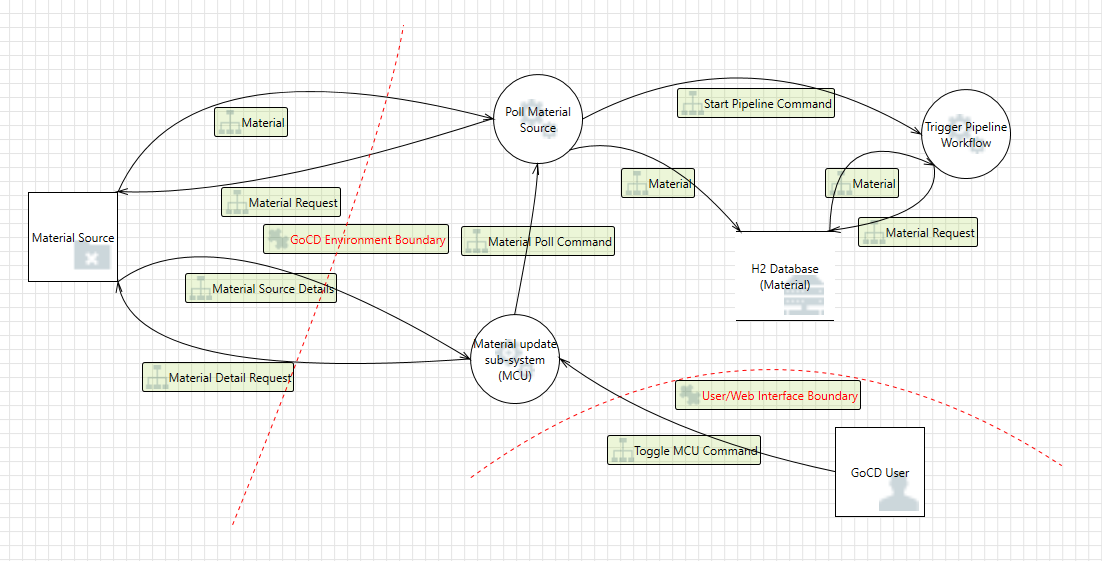 Material
Poll Material
Source
Start Pipeline Command
Trigger Pipeline
Workflow
Material
Material
Material Request
Material Request
Material Source
GoCD Environment Boundary
Material Poll Command
H2 Database
(Material)
Material Source Details
Material update
sub-system
(MCU)
Material Detail Request
User/Web Interface Boundary
Toggle MCU Command
GoCD User